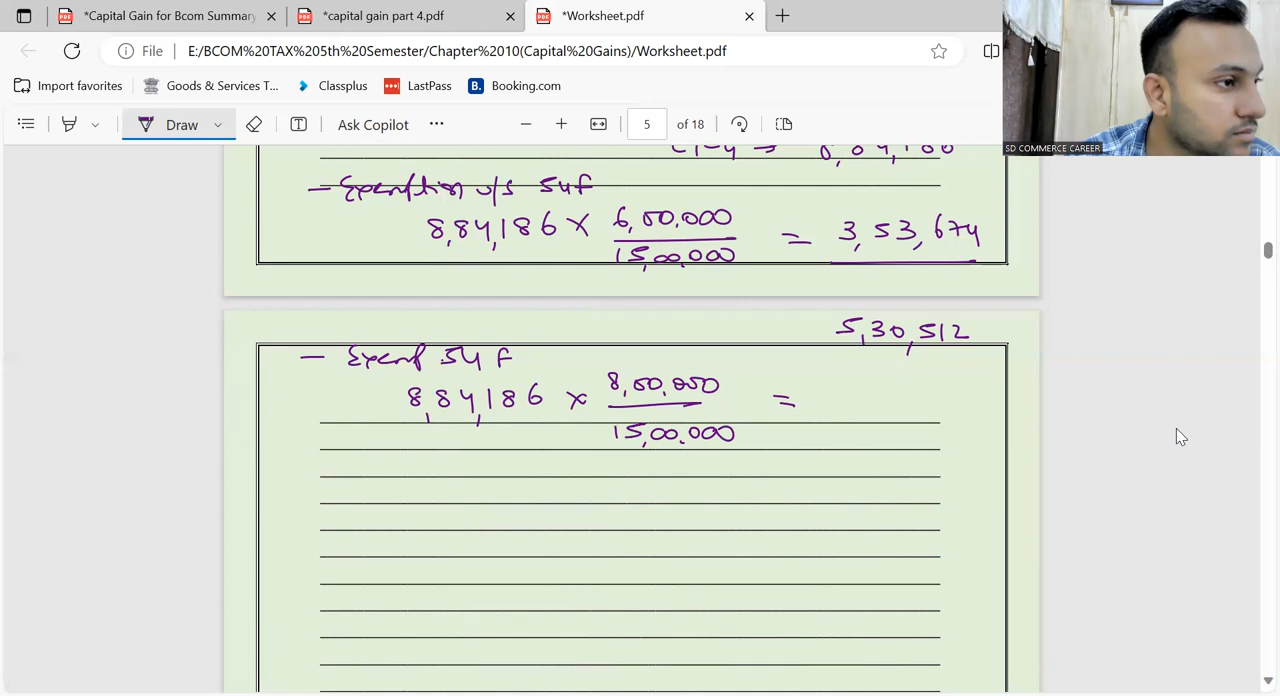 *Capital Gain for Bcom Summary
*capital gain part 4.pdf
*Worksheet.pdf
File E:/BCOM%20TAX%205th%20Semester/Chapter%2010(Capital%20Gains)/Worksheet.pdf
Import favorites
Goods & Services T...
Classplus
LastPass
Booking.com
Draw
Ask Copilot
5 of 18
SD COMMERCE CAREER
- Exemption u/s 54F
8,84,186 × 6,00,000 / 15,00,000 = 3,53,674
5,30,512
- Exempt 54F
8,84,186 × 8,00,000 / 15,00,000 =